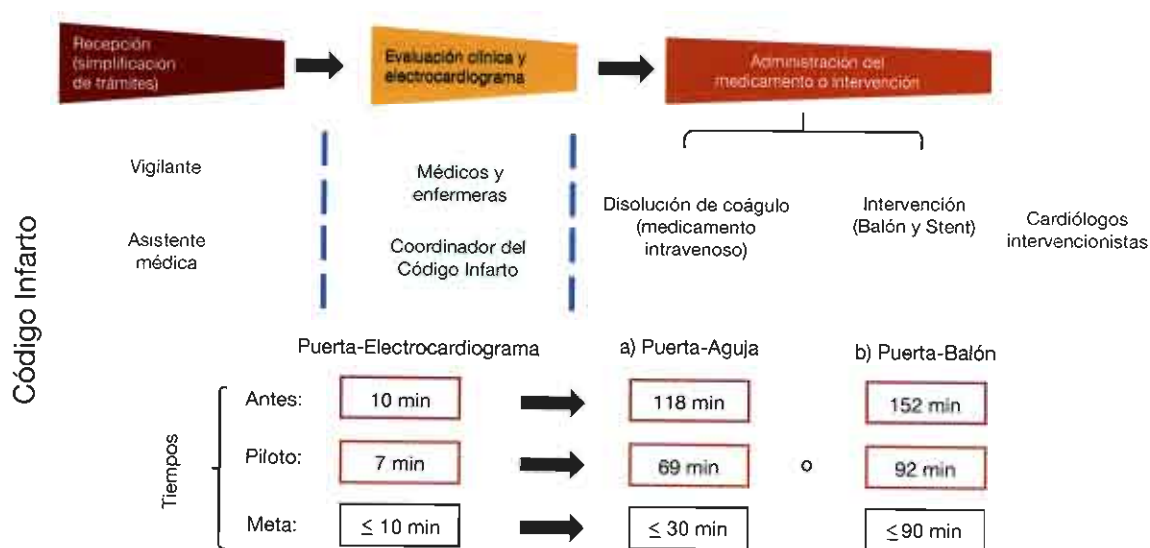 Recepción
(simplificacion
de trámites)
Evaluación clínica y
electrocardiograma
Administración del
medicamento o intervención
Vigilante
Médicos y
enfermeras
Disolución de coágulo
(medicamento
intravenoso)
Intervención
(Balón y Stent)
Cardiólogos
intervencionistas
Asistente
médica
Coordinador del
Código Infarto
Código Infarto
Puerta-Electrocardiograma
a) Puerta-Aguja
b) Puerta-Balón
Tiempos
Antes:
10 min
118 min
152 min
Piloto:
7 min
69 min
o
92 min
Meta:
≤ 10 min
≤ 30 min
≤ 90 min